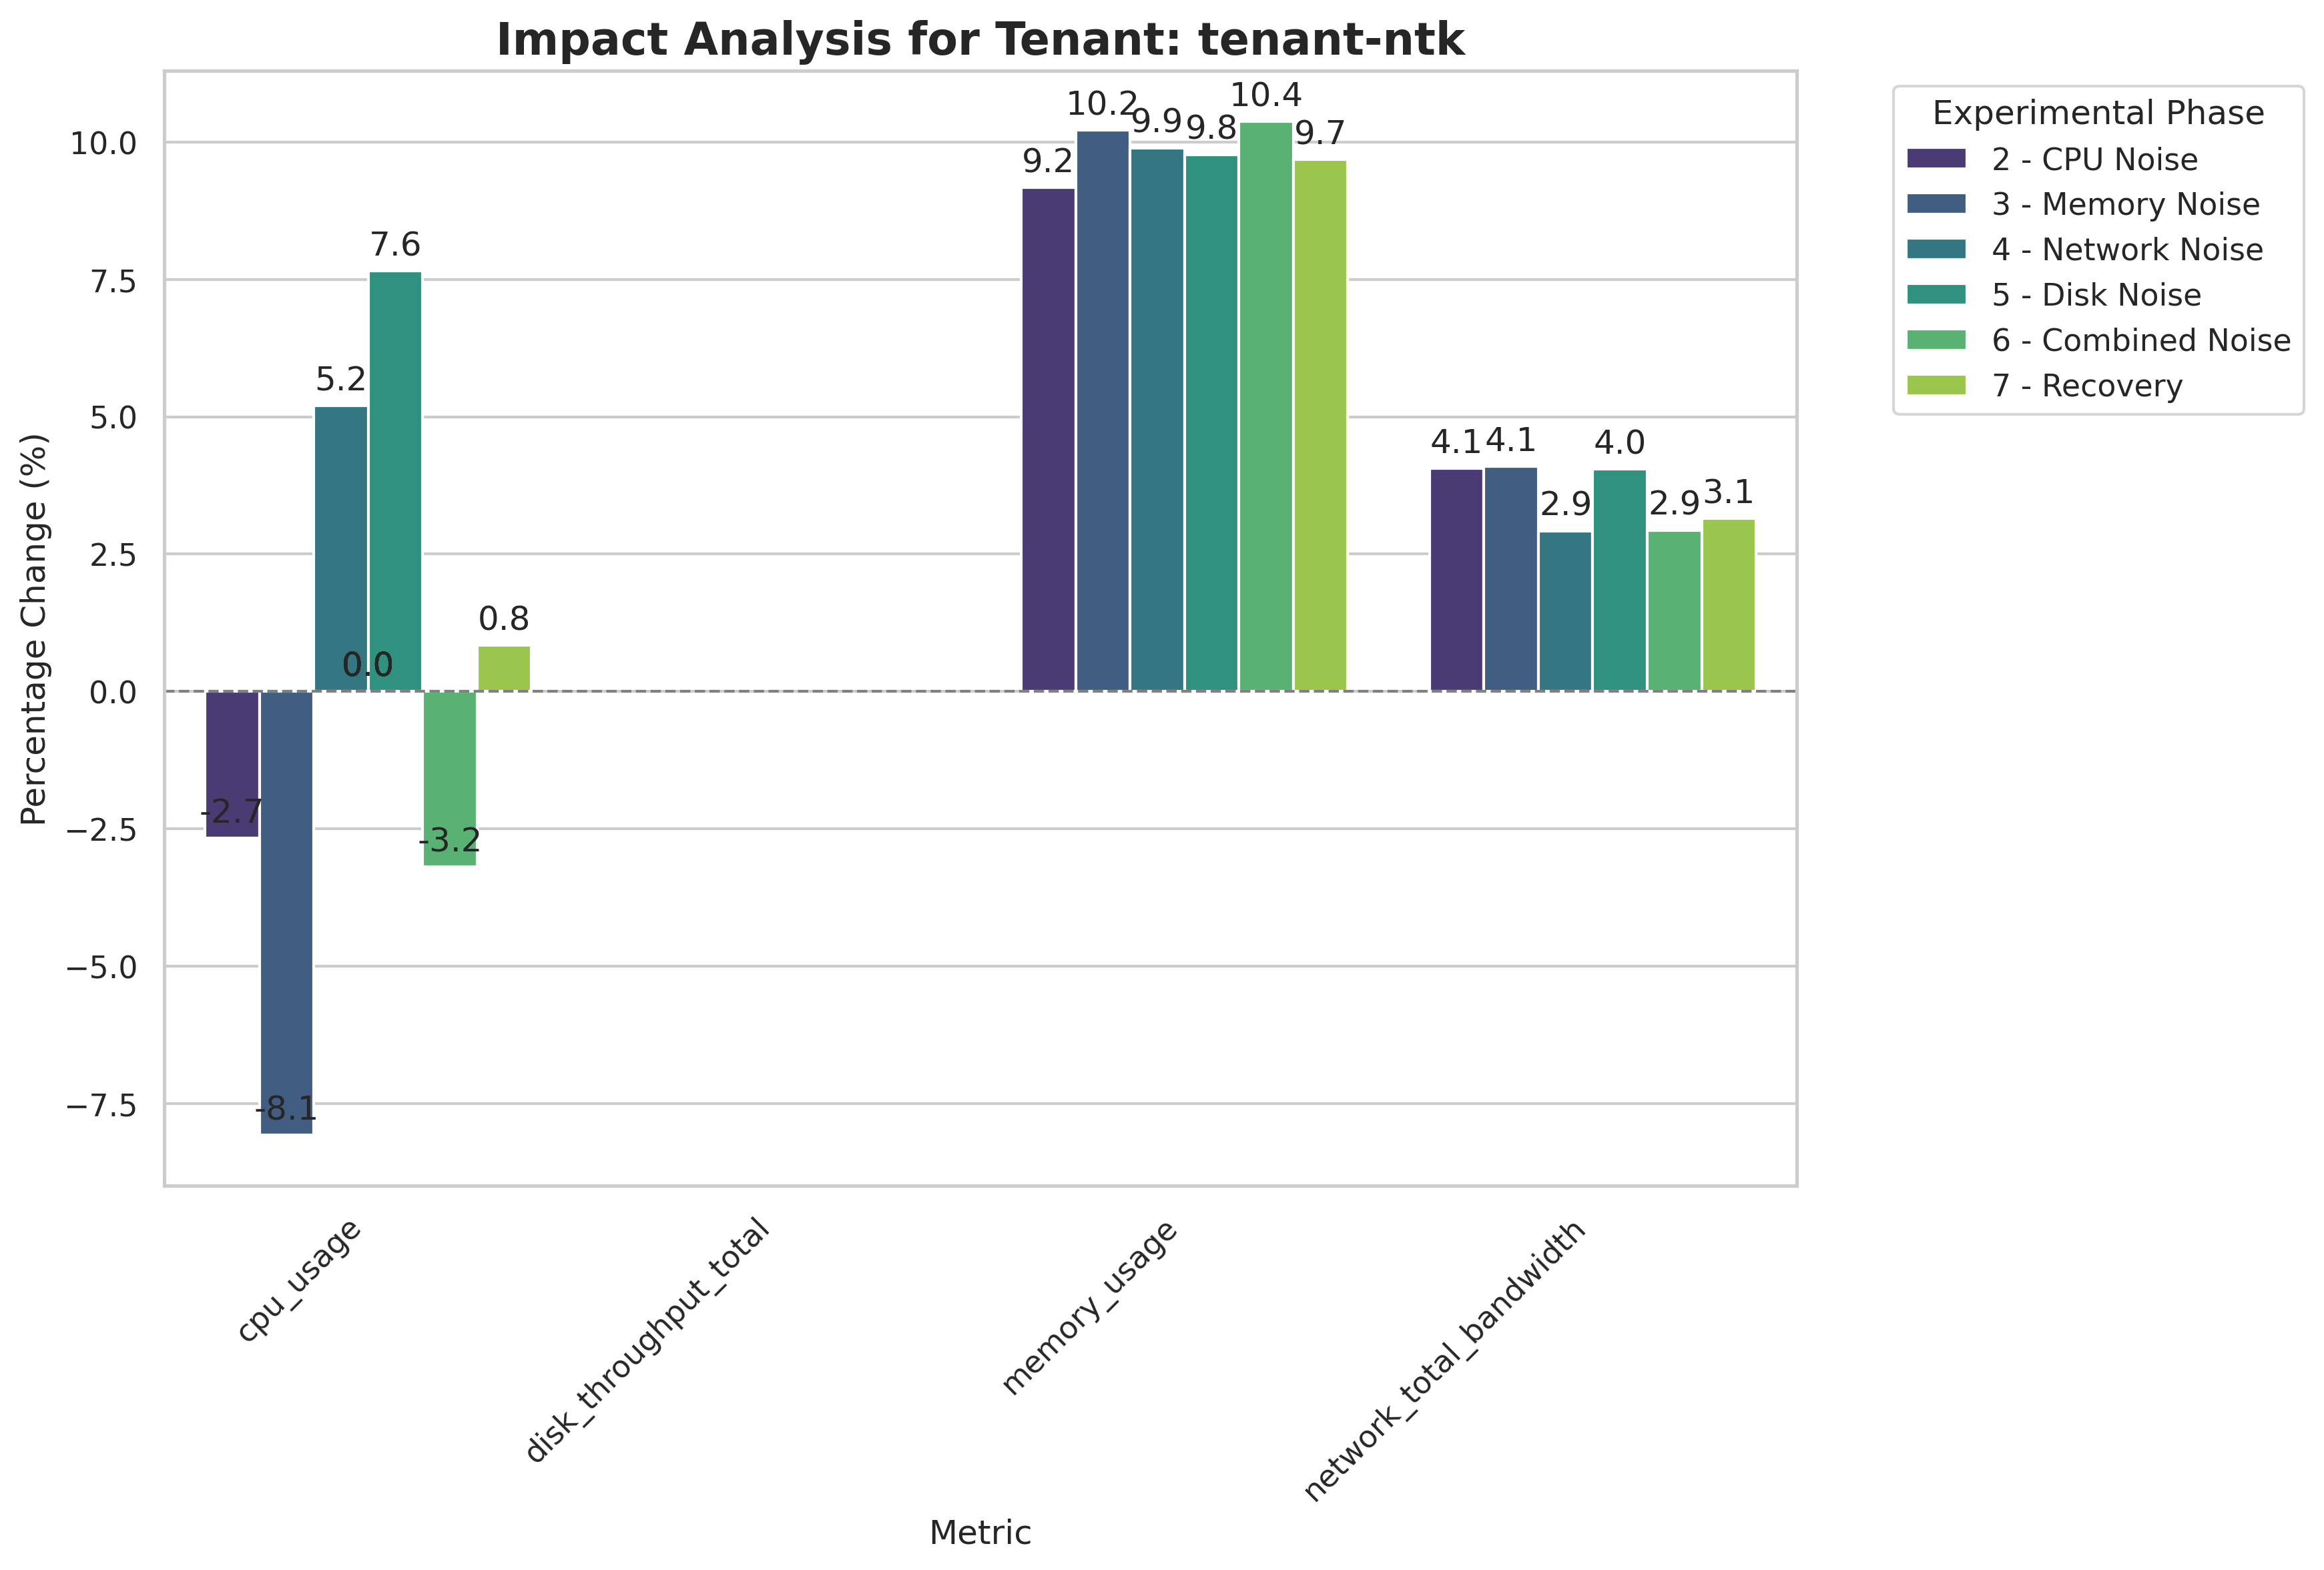 Impact Analysis for Tenant: tenant-ntk
Percentage Change (%)
10.0
7.5
5.0
2.5
0.0
−2.5
−5.0
−7.5
-2.7
-8.1
5.2
7.6
-3.2
0.8
0.0
9.2
10.2
9.9
9.8
10.4
9.7
4.1
4.1
2.9
4.0
2.9
3.1
cpu_usage
disk_throughput_total
memory_usage
network_total_bandwidth
Metric
Experimental Phase
2 - CPU Noise
3 - Memory Noise
4 - Network Noise
5 - Disk Noise
6 - Combined Noise
7 - Recovery